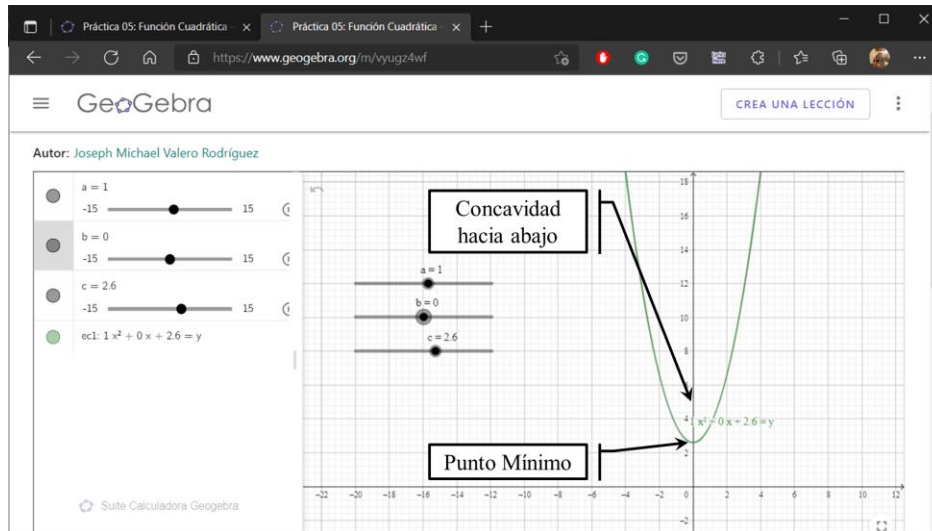 Práctica 05: Función Cuadrática -
Práctica 05: Función Cuadrática -
https://www.geogebra.org/m/vyugz4wf
GeoGebra
CREA UNA LECCIÓN
Autor: Joseph Michael Valero Rodríguez
a = 1
-15
15
b = 0
-15
15
c = 2.6
-15
15
ec1: 1 x² + 0 x + 2.6 = y
Suite Calculadora Geogebra
a = 1
b = 0
c = 2.6
Concavidad
hacia abajo
Punto Mínimo
1 x² + 0 x + 2.6 = y
18
16
14
12
10
8
4
2
-2
-22 -20 -18 -16 -14 -12 -10 -8 -6 -4 -2 0 2 4 6 8 10 12